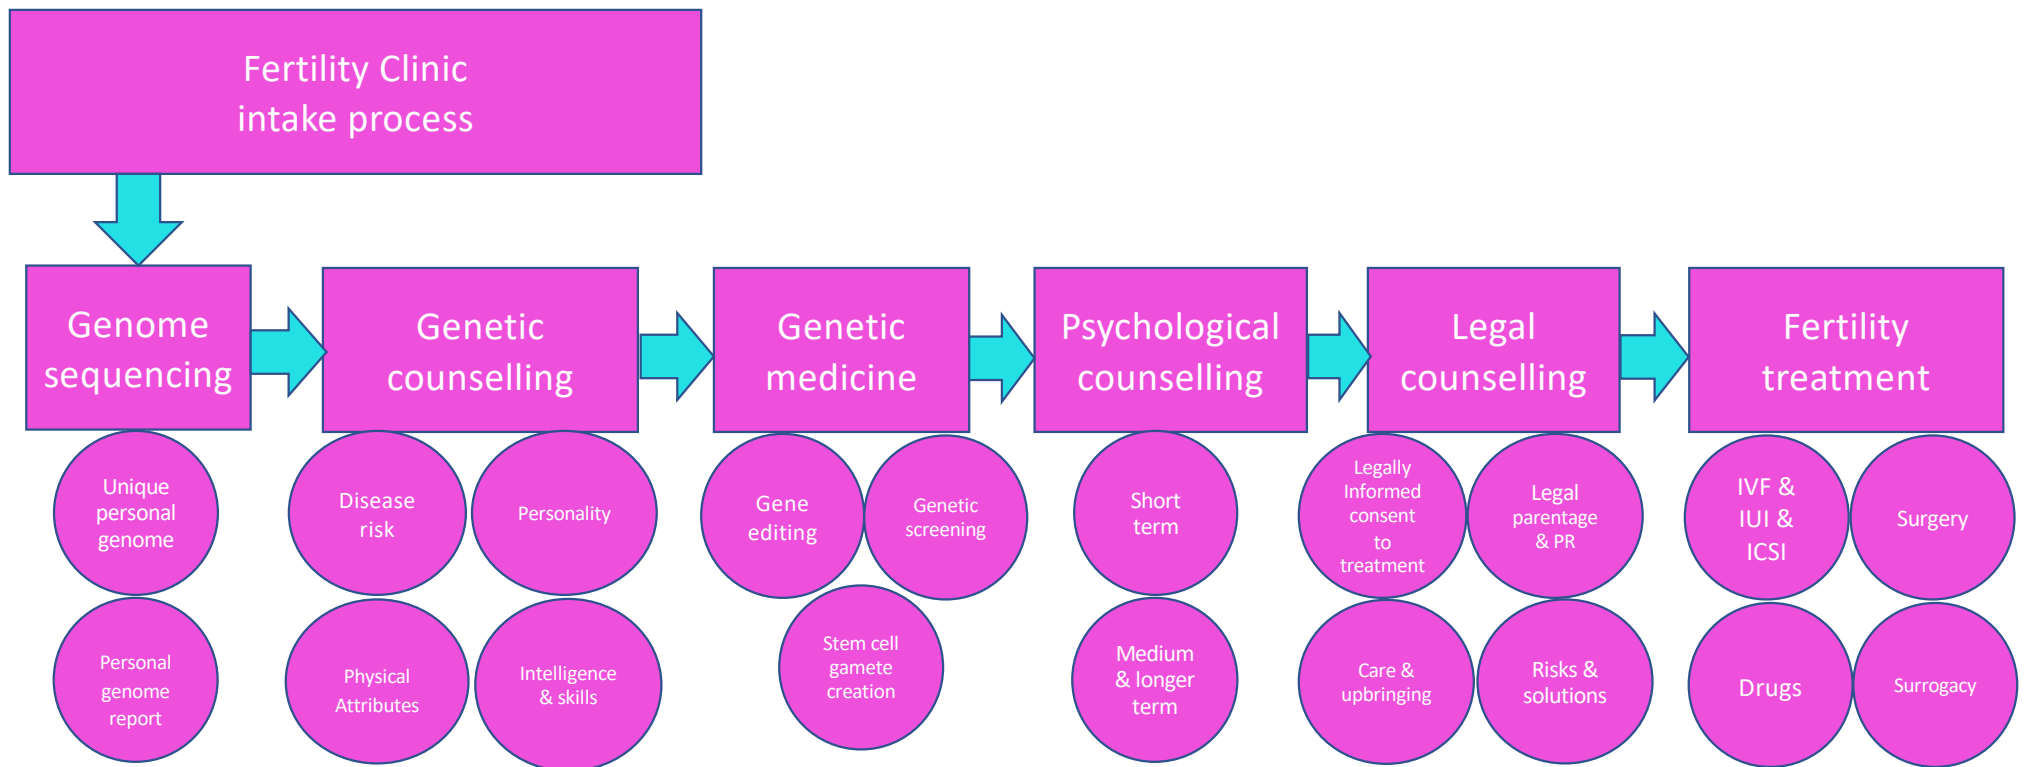 Fertility Clinic
intake process
Genome
sequencing
Genetic
counselling
Genetic
medicine
Psychological
counselling
Legal
counselling
Fertility
treatment
Unique
personal
genome
Personal
genome
report
Disease
risk
Personality
Physical
Attributes
Intelligence
& skills
Gene
editing
Genetic
screening
Stem cell
gamete
creation
Short
term
Medium
& longer
term
Legally
Informed
consent
to
treatment
Legal
parentage
& PR
Care &
upbringing
Risks &
solutions
IVF &
IUI &
ICSI
Surgery
Drugs
Surrogacy